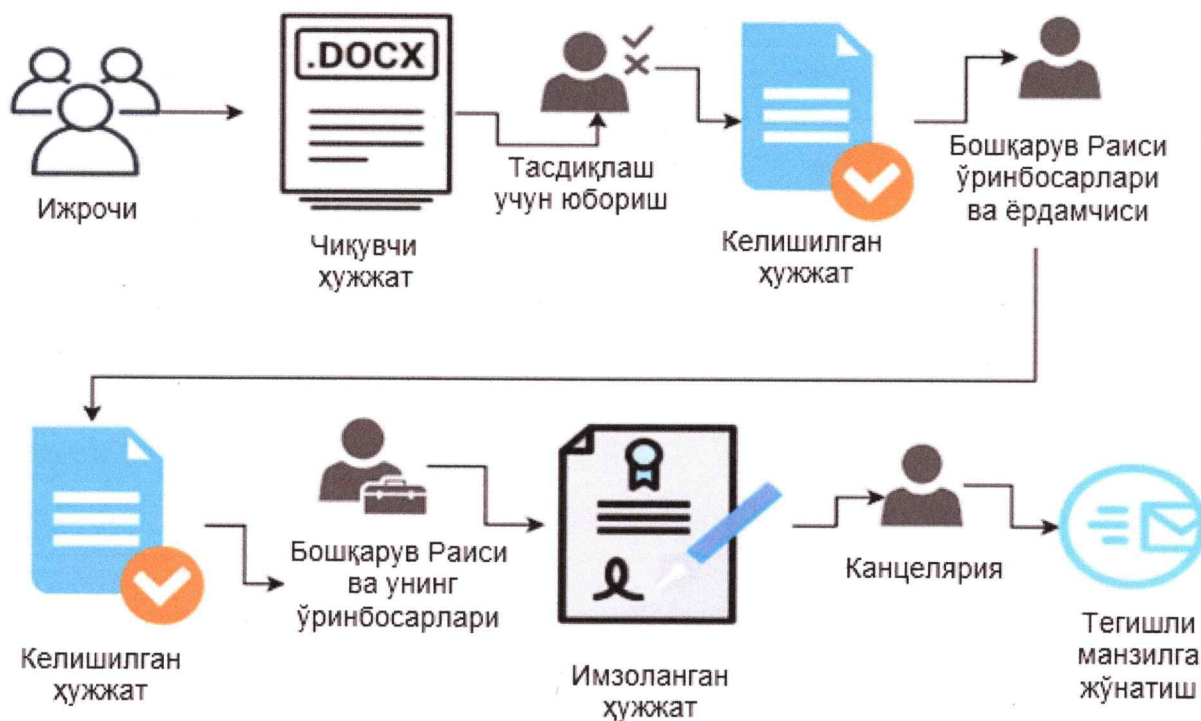 .DOCX
Ижрочи
Чиқувчи
ҳужжат
Тасдиқлаш
учун юбориш
Келишилган
ҳужжат
Бошқарув Раиси
ўринбосарлари
ва ёрдамчиси
Келишилган
ҳужжат
Бошқарув Раиси
ва унинг
ўринбосарлари
Имзоланган
ҳужжат
Канцелярия
Тегишли
манзилга
жўнатиш